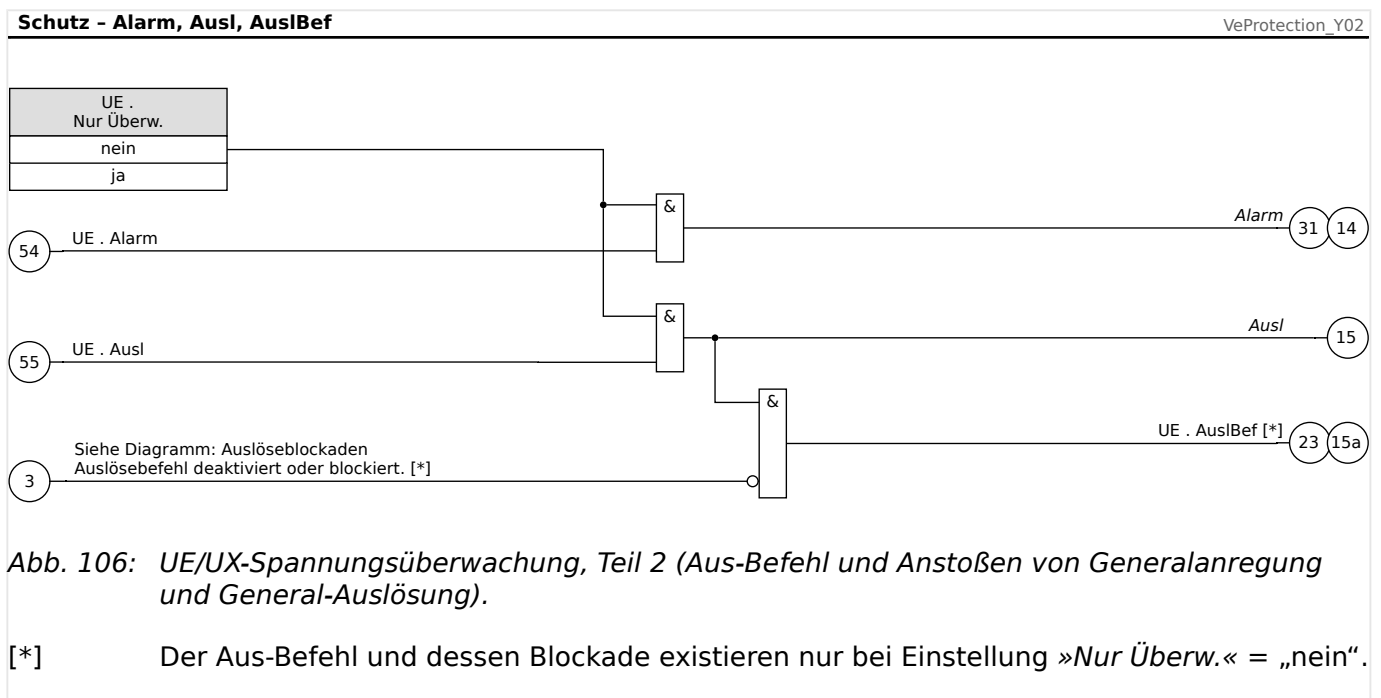 Schutz – Alarm, Ausl, AuslBef
VeProtection_Y02
UE .
Nur Überw.
nein
ja
&
Alarm
31
14
54
UE . Alarm
&
Ausl
15
55
UE . Ausl
&
UE . AuslBef [*]
23
15a
Siehe Diagramm: Auslöseblockaden
Auslösebefehl deaktiviert oder blockiert. [*]
3
Abb. 106: UE/UX-Spannungsüberwachung, Teil 2 (Aus-Befehl und Anstoßen von Generalanregung
und General-Auslösung).
[*] Der Aus-Befehl und dessen Blockade existieren nur bei Einstellung »Nur Überw.« = „nein“.